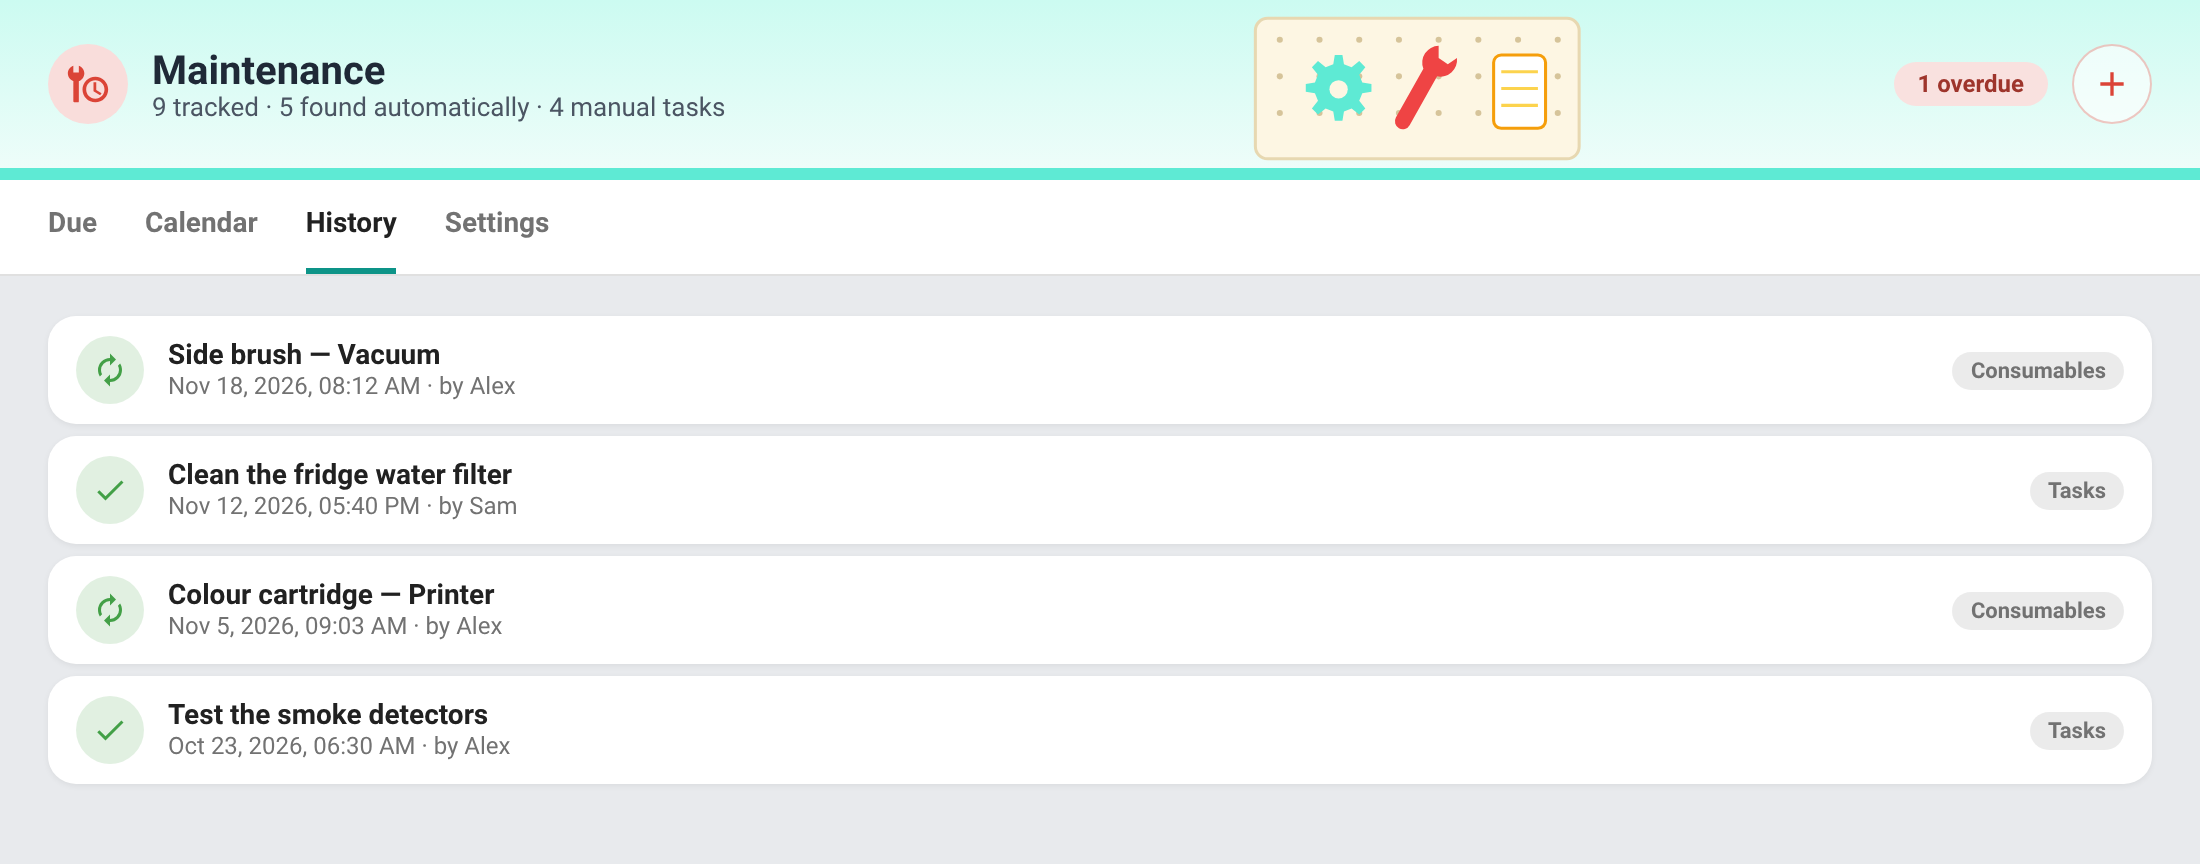 Maintenance
9 tracked · 5 found automatically · 4 manual tasks
1 overdue
Due
Calendar
History
Settings
Side brush — Vacuum
Nov 18, 2026, 08:12 AM · by Alex
Consumables
Clean the fridge water filter
Nov 12, 2026, 05:40 PM · by Sam
Tasks
Colour cartridge — Printer
Nov 5, 2026, 09:03 AM · by Alex
Consumables
Test the smoke detectors
Oct 23, 2026, 06:30 AM · by Alex
Tasks